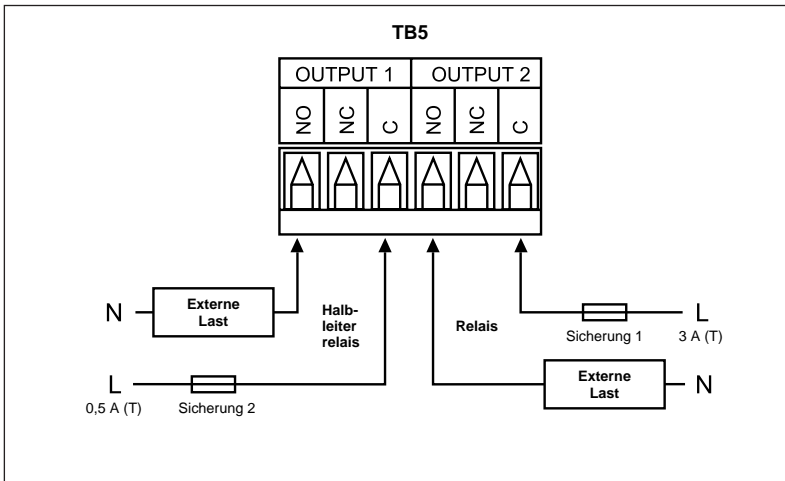 TB5
OUTPUT 1 OUTPUT 2
NO NC C NO NC C
N
Externe
Last
Halb-
leiter
relais
Relais
Sicherung 1
L
3 A (T)
L
0,5 A (T)
Sicherung 2
Externe
Last
N